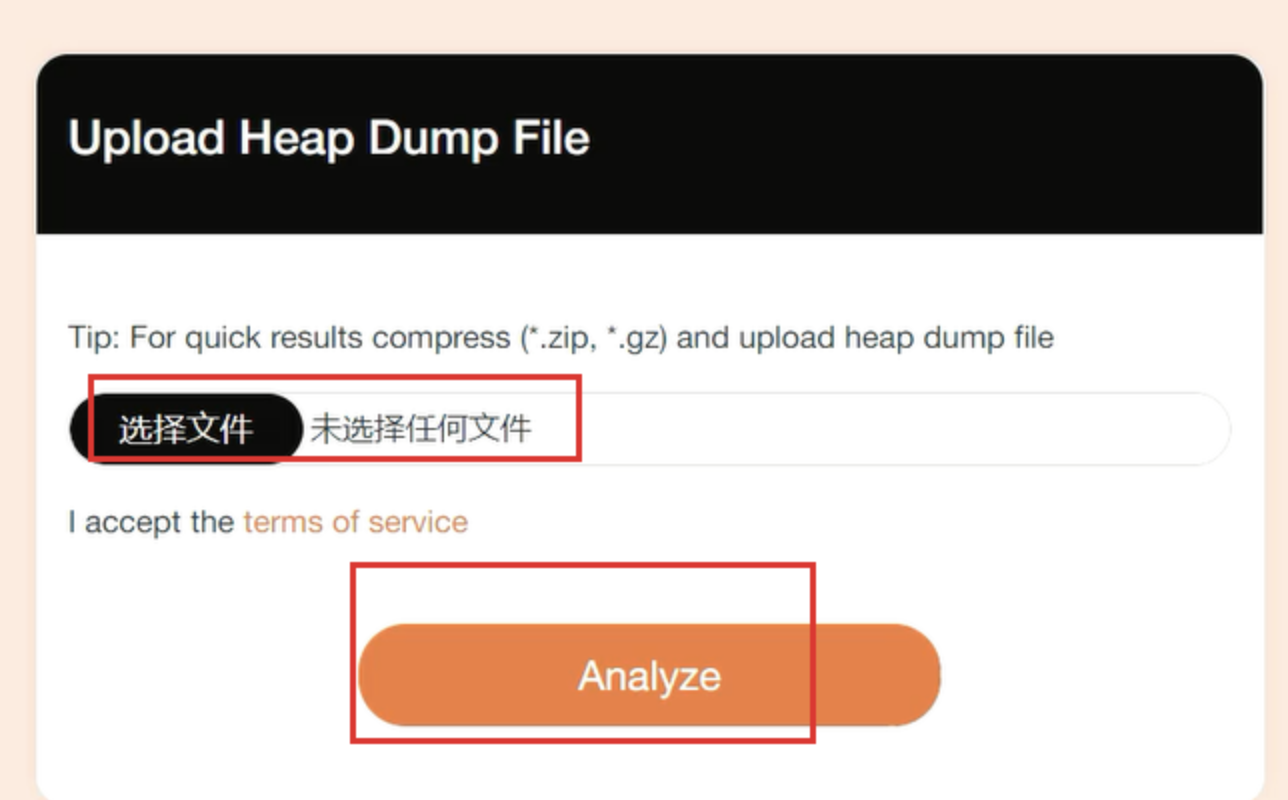 Upload Heap Dump File
Tip: For quick results compress (*.zip, *.gz) and upload heap dump file
选择文件 未选择任何文件
I accept the terms of service
Analyze